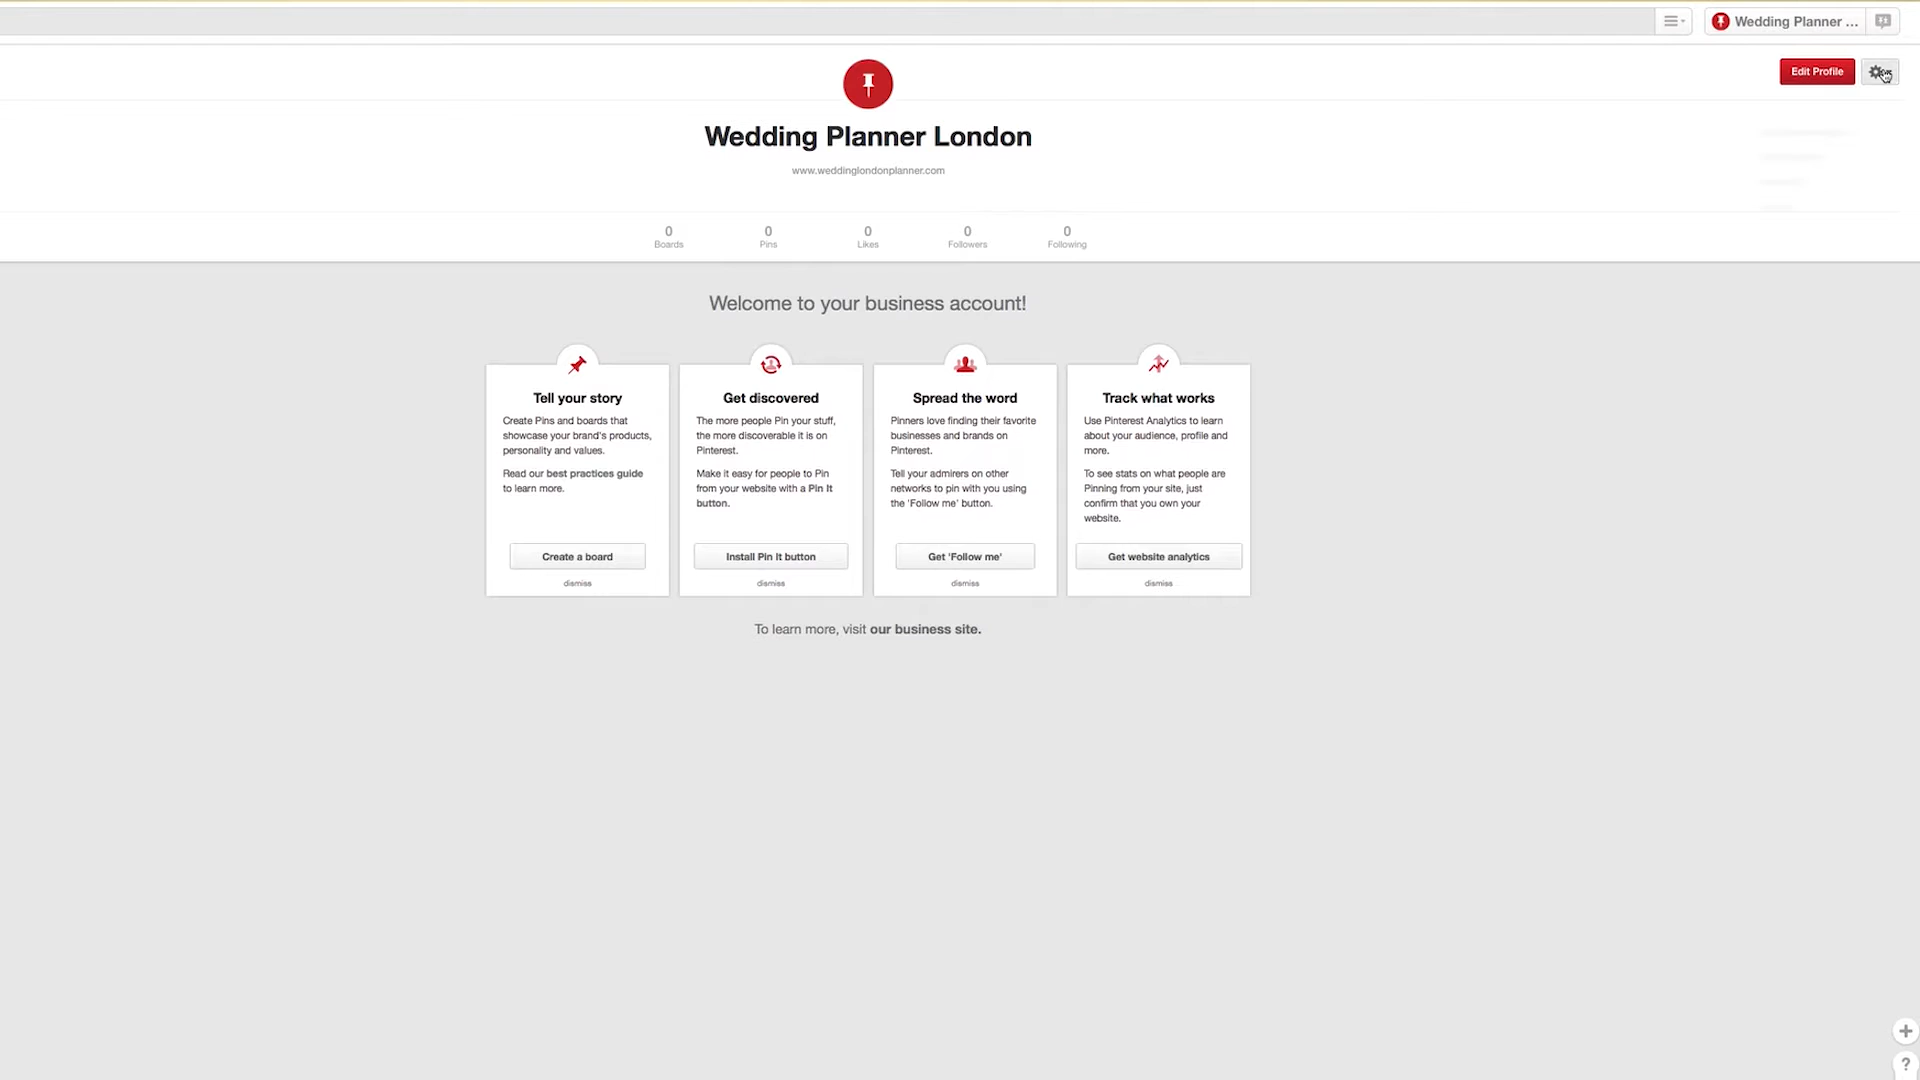 Wedding Planner ...
Edit Profile
Wedding Planner London
www.weddinglondonplanner.com
0 0 0 0 0
Boards Pins Likes Followers Following
Welcome to your business account!
Tell your story
Create Pins and boards that
showcase your brand's products,
personality and values.
Read our best practices guide
to learn more.
Create a board
dismiss
Get discovered
The more people Pin your stuff,
the more discoverable it is on
Pinterest.
Make it easy for people to Pin
from your website with a Pin It
button.
Install Pin It button
dismiss
Spread the word
Pinners love finding their favorite
businesses and brands on
Pinterest.
Tell your admirers on other
networks to pin with you using
the 'Follow me' button.
Get 'Follow me'
dismiss
Track what works
Use Pinterest Analytics to learn
about your audience, profile and
more.
To see stats on what people are
Pinning from your site, just
confirm that you own your
website.
Get website analytics
dismiss
To learn more, visit our business site.
+
?